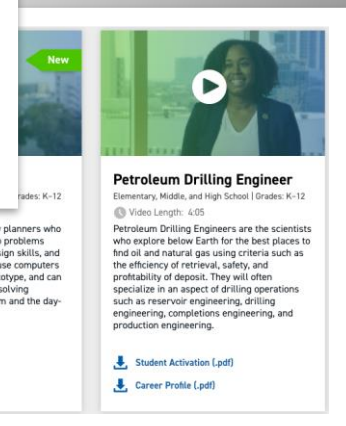 New
Grades: K–12
planners who
problems
sign skills, and
use computers
totype, and can
solving
m and the day-
Petroleum Drilling Engineer
Elementary, Middle, and High School | Grades: K–12
Video Length: 4:05
Petroleum Drilling Engineers are the scientists
who explore below Earth for the best places to
find oil and natural gas using criteria such as
the efficiency of retrieval, safety, and
profitability of deposit. They will often
specialize in an aspect of drilling operations
such as reservoir engineering, drilling
engineering, completions engineering, and
production engineering.
Student Activation (.pdf)
Career Profile (.pdf)